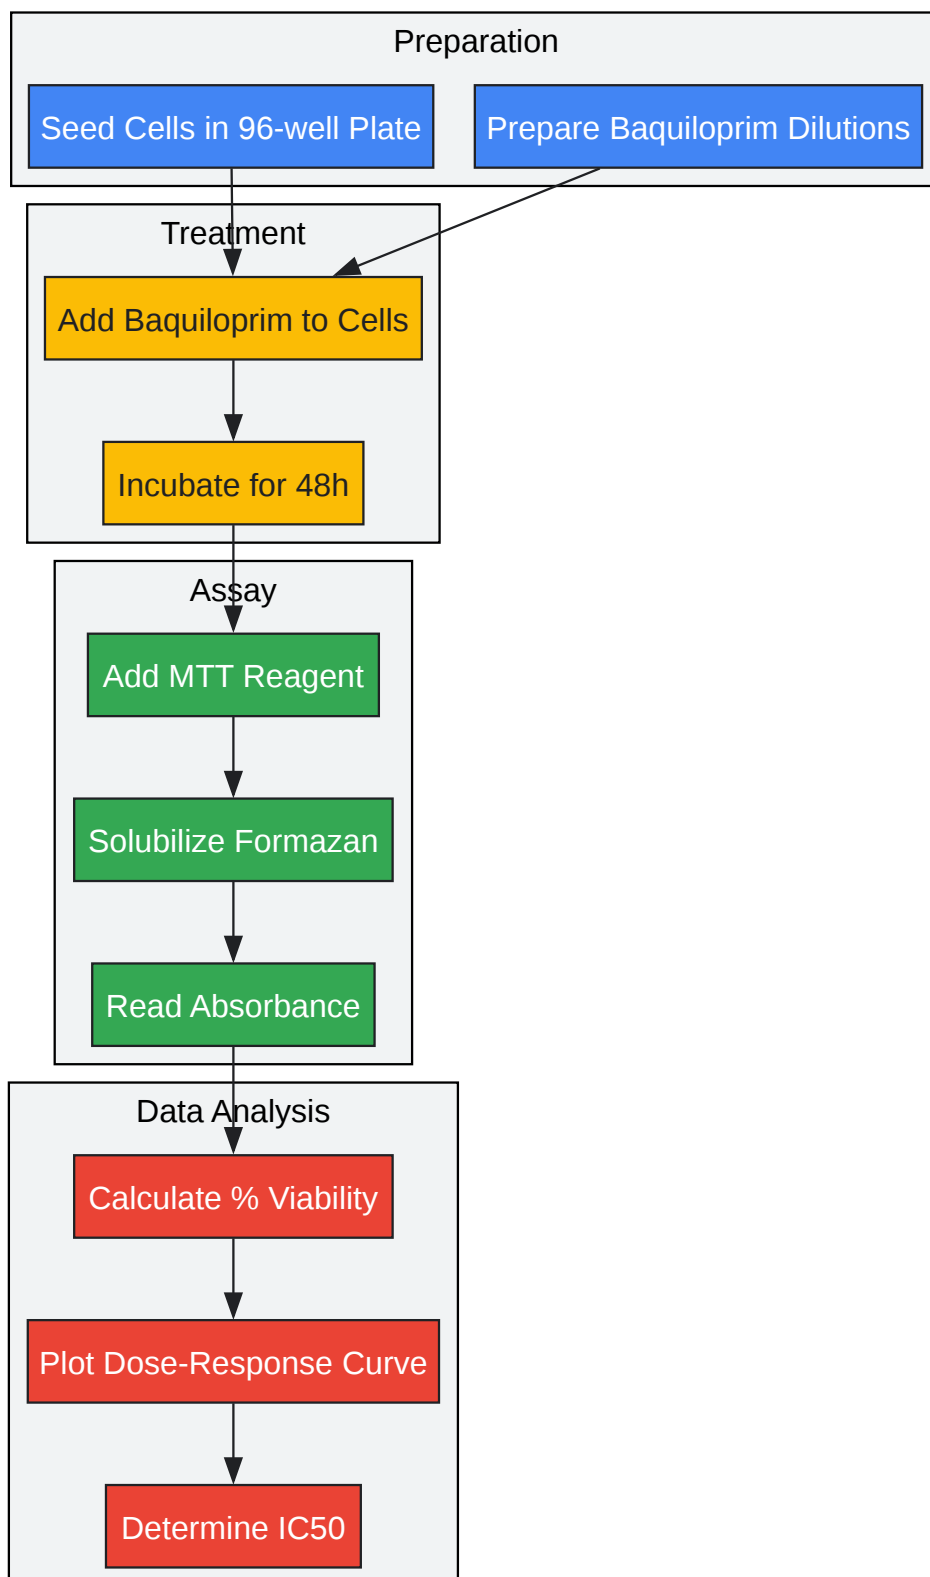 Preparation
Seed Cells in 96-well Plate
Prepare Baquiloprim Dilutions
Treatment
Add Baquiloprim to Cells
Incubate for 48h
Assay
Add MTT Reagent
Solubilize Formazan
Read Absorbance
Data Analysis
Calculate % Viability
Plot Dose-Response Curve
Determine IC50